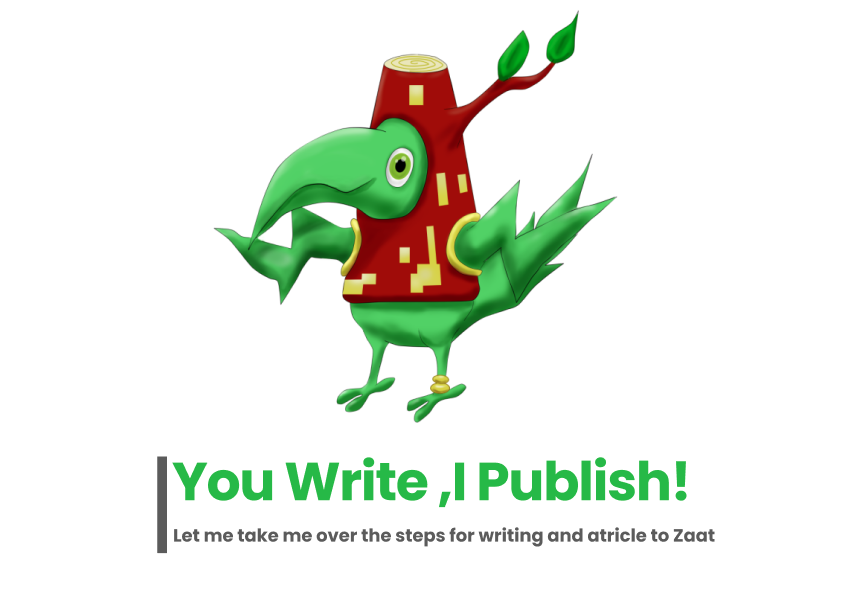 You Write ,I Publish!
Let me take me over the steps for writing and atricle to Zaat